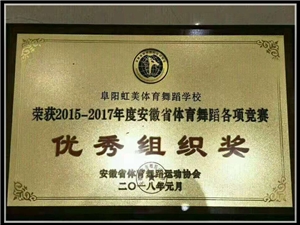 阜阳虹美体育舞蹈学校
荣获2015-2017年度安徽省体育舞蹈各项竞赛
优秀组织奖
安徽省体育舞蹈运动协会
二〇一八年元月